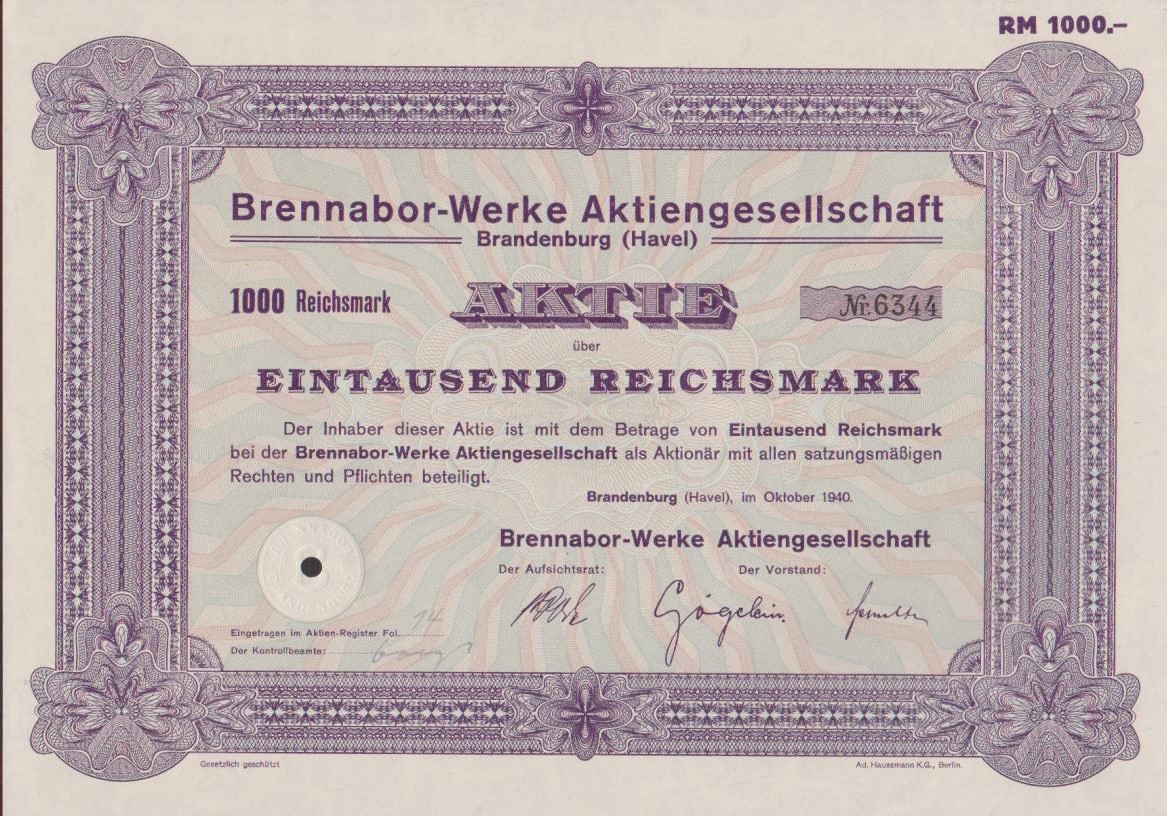 RM 1000.–
Brennabor-Werke Aktiengesellschaft
Brandenburg (Havel)
1000 Reichsmark AKTIE Nr. 6344
über
EINTAUSEND REICHSMARK
Der Inhaber dieser Aktie ist mit dem Betrage von Eintausend Reichsmark
bei der Brennabor-Werke Aktiengesellschaft als Aktionär mit allen satzungsmäßigen
Rechten und Pflichten beteiligt.
Brandenburg (Havel), im Oktober 1940.
Brennabor-Werke Aktiengesellschaft
Der Aufsichtsrat: Der Vorstand:
Eingetragen im Aktien-Register Fol. 14
Der Kontrollbeamte:
Gesetzlich geschützt Ad. Haussmann K.G., Berlin.